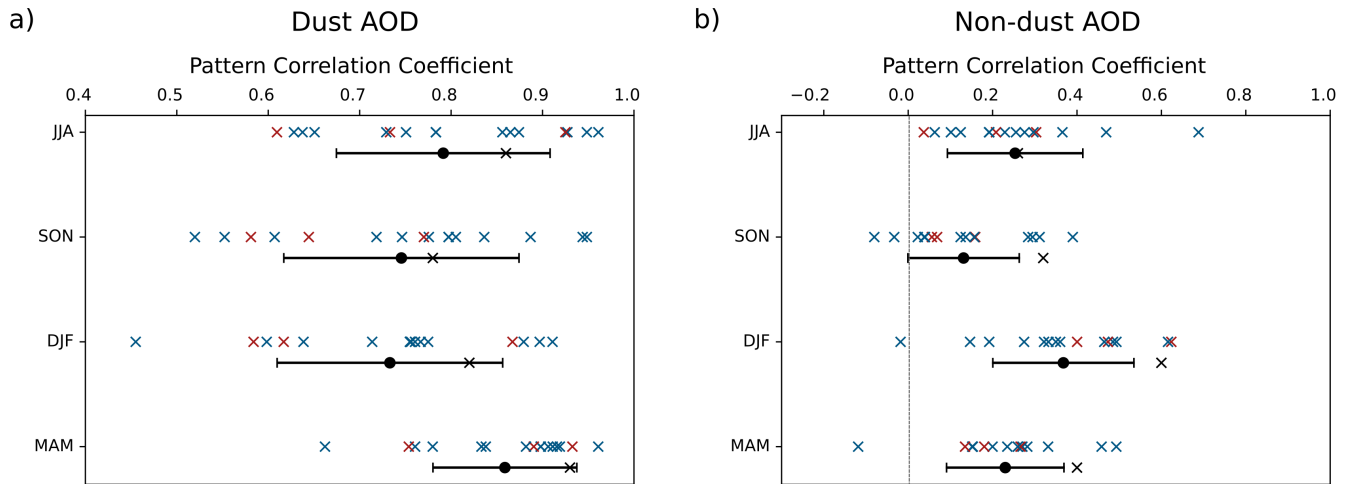 a)
Dust AOD
Pattern Correlation Coefficient
0.4 0.5 0.6 0.7 0.8 0.9 1.0
JJA
SON
DJF
MAM
b)
Non-dust AOD
Pattern Correlation Coefficient
−0.2 0.0 0.2 0.4 0.6 0.8 1.0
JJA
SON
DJF
MAM